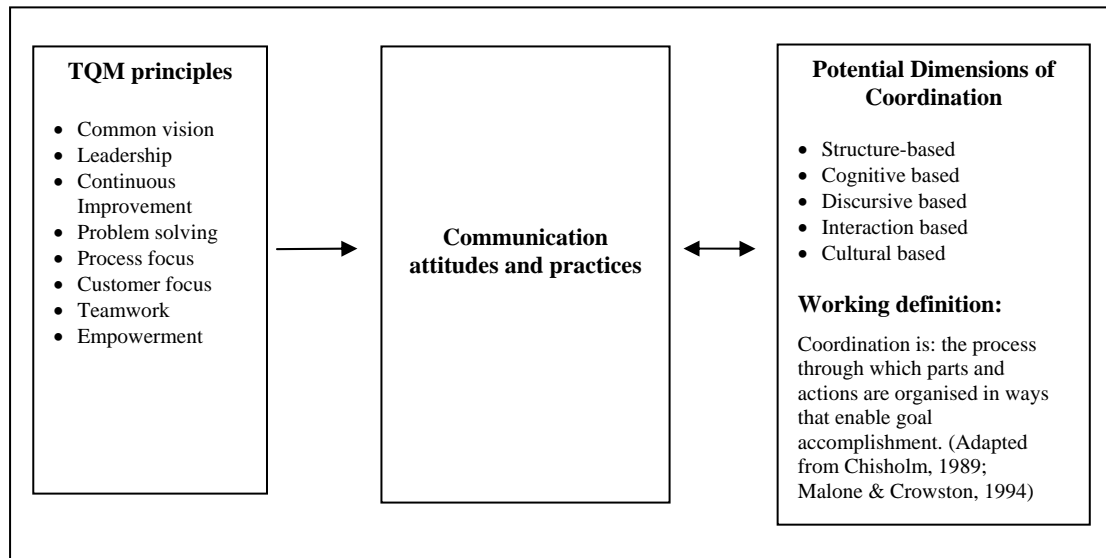 TQM principles
• Common vision
• Leadership
• Continuous
Improvement
• Problem solving
• Process focus
• Customer focus
• Teamwork
• Empowerment
Communication
attitudes and practices
Potential Dimensions of
Coordination
• Structure-based
• Cognitive based
• Discursive based
• Interaction based
• Cultural based
Working definition:
Coordination is: the process
through which parts and
actions are organised in ways
that enable goal
accomplishment. (Adapted
from Chisholm, 1989;
Malone & Crowston, 1994)